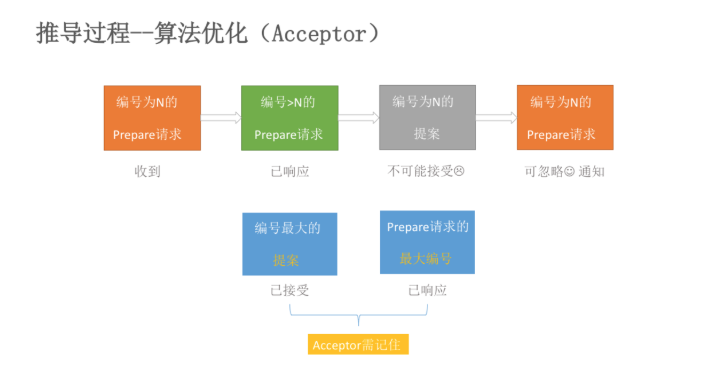 推导过程--算法优化（Acceptor）
编号为N的
Prepare请求
编号>N的
Prepare请求
编号为N的
提案
编号为N的
Prepare请求
收到
已响应
不可能接受☹
可忽略☺ 通知
编号最大的
提案
Prepare请求的
最大编号
已接受
已响应
Acceptor需记住